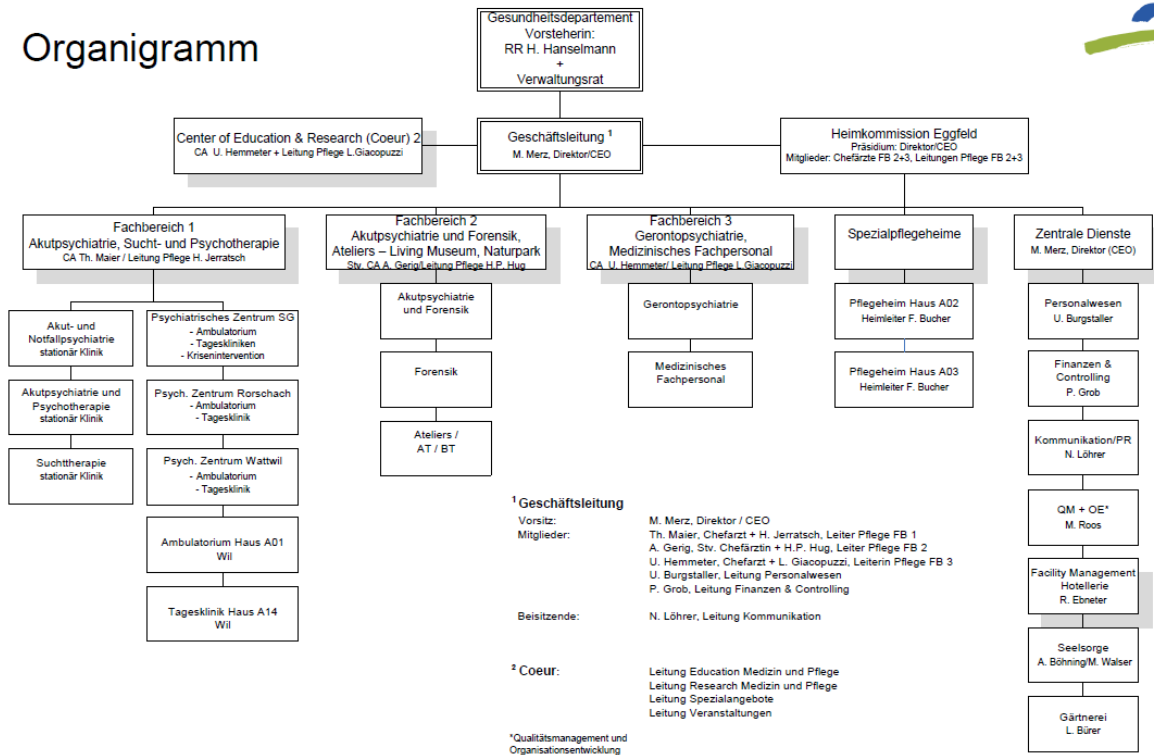 Organigramm
Gesundheitsdepartement
Vorsteherin:
RR H. Hanselmann
+
Verwaltungsrat
Center of Education & Research (Coeur) 2
CA U. Hemmeter + Leitung Pflege L.Giacopuzzi
Geschäftsleitung ¹
M. Merz, Direktor/CEO
Heimkommission Eggfeld
Präsidium: Direktor/CEO
Mitglieder: Chefärzte FB 2+3, Leitungen Pflege FB 2+3
Fachbereich 1
Akutpsychiatrie, Sucht- und Psychotherapie
CA Th. Maier / Leitung Pflege H. Jerratsch
Fachbereich 2
Akutpsychiatrie und Forensik,
Ateliers – Living Museum, Naturpark
Stv. CA A. Gerig/Leitung Pflege H.P. Hug
Fachbereich 3
Gerontopsychiatrie,
Medizinisches Fachpersonal
CA U. Hemmeter/ Leitung Pflege L.Giacopuzzi
Spezialpflegeheime
Zentrale Dienste
M. Merz, Direktor (CEO)
Akut- und
Notfallpsychiatrie
stationär Klinik
Akutpsychiatrie und
Psychotherapie
stationär Klinik
Suchttherapie
stationär Klinik
Psychiatrisches Zentrum SG
- Ambulatorium
- Tageskliniken
- Krisenintervention
Psych. Zentrum Rorschach
- Ambulatorium
- Tagesklinik
Psych. Zentrum Wattwil
- Ambulatorium
- Tagesklinik
Ambulatorium Haus A01
Wil
Tagesklinik Haus A14
Wil
Akutpsychiatrie
und Forensik
Forensik
Ateliers /
AT / BT
Gerontopsychiatrie
Medizinisches
Fachpersonal
Pflegeheim Haus A02
Heimleiter F. Bucher
Pflegeheim Haus A03
Heimleiter F. Bucher
Personalwesen
U. Burgstaller
Finanzen &
Controlling
P. Grob
Kommunikation/PR
N. Löhrer
QM + OE*
M. Roos
Facility Management
Hotellerie
R. Ebneter
Seelsorge
A. Böhning/M. Walser
Gärtnerei
L. Bürer
¹ Geschäftsleitung
Vorsitz: M. Merz, Direktor / CEO
Mitglieder: Th. Maier, Chefarzt + H. Jerratsch, Leiter Pflege FB 1
A. Gerig, Stv. Chefärztin + H.P. Hug, Leiter Pflege FB 2
U. Hemmeter, Chefarzt + L. Giacopuzzi, Leiterin Pflege FB 3
U. Burgstaller, Leitung Personalwesen
P. Grob, Leitung Finanzen & Controlling
Beisitzende: N. Löhrer, Leitung Kommunikation
² Coeur: Leitung Education Medizin und Pflege
Leitung Research Medizin und Pflege
Leitung Spezialangebote
Leitung Veranstaltungen
*Qualitätsmanagement und
Organisationsentwicklung